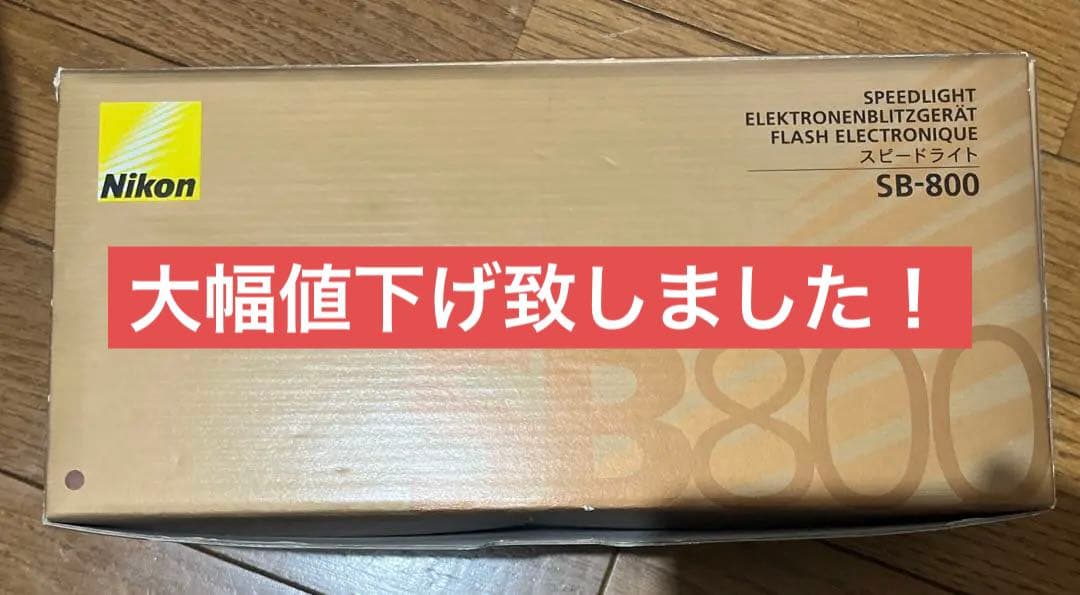 Nikon
SPEEDLIGHT
ELEKTRONENBLITZGERÄT
FLASH ELECTRONIQUE
スピードライト
SB-800
大幅値下げ致しました！
B800